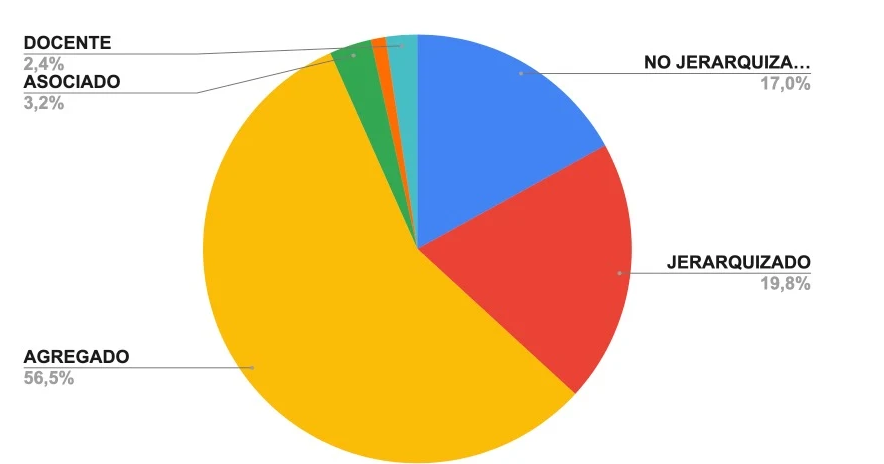 DOCENTE
2,4%
ASOCIADO
3,2%
AGREGADO
56,5%
NO JERARQUIZA…
17,0%
JERARQUIZADO
19,8%